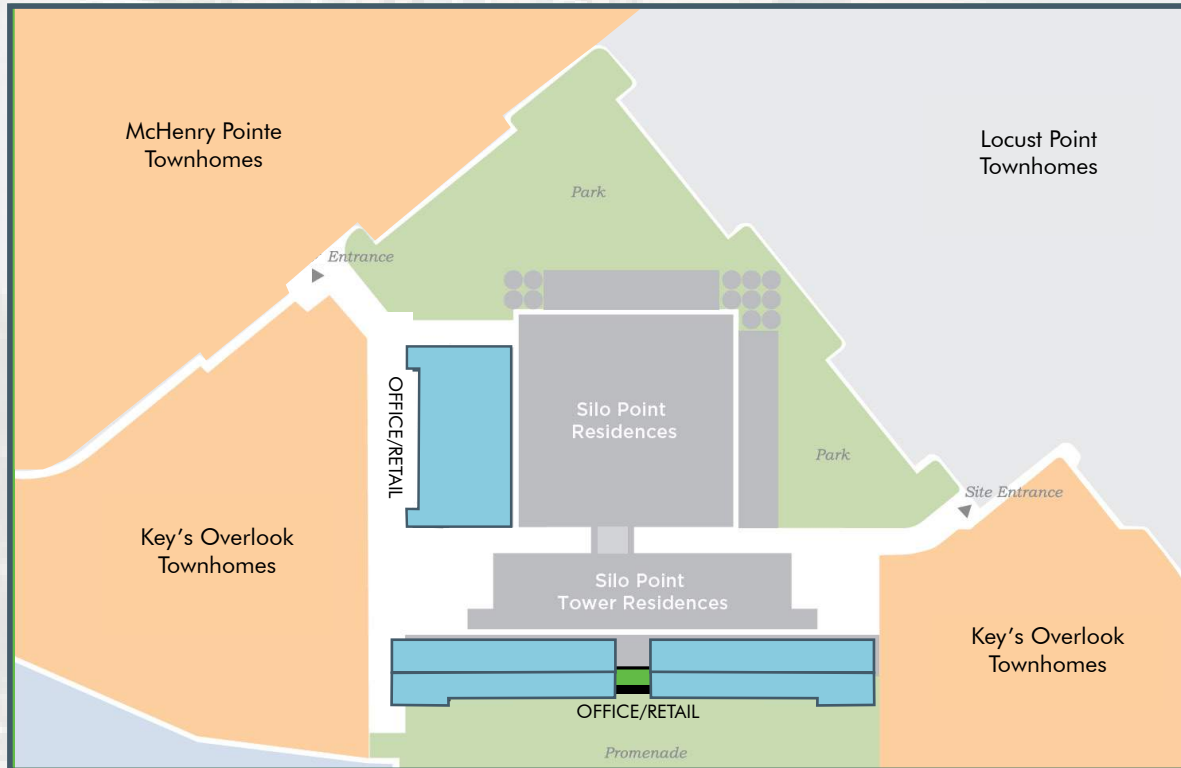 McHenry Pointe
Townhomes
Locust Point
Townhomes
Park
Entrance
OFFICE/RETAIL
Silo Point
Residences
Park
Site Entrance
Key's Overlook
Townhomes
Silo Point
Tower Residences
Key's Overlook
Townhomes
OFFICE/RETAIL
Promenade